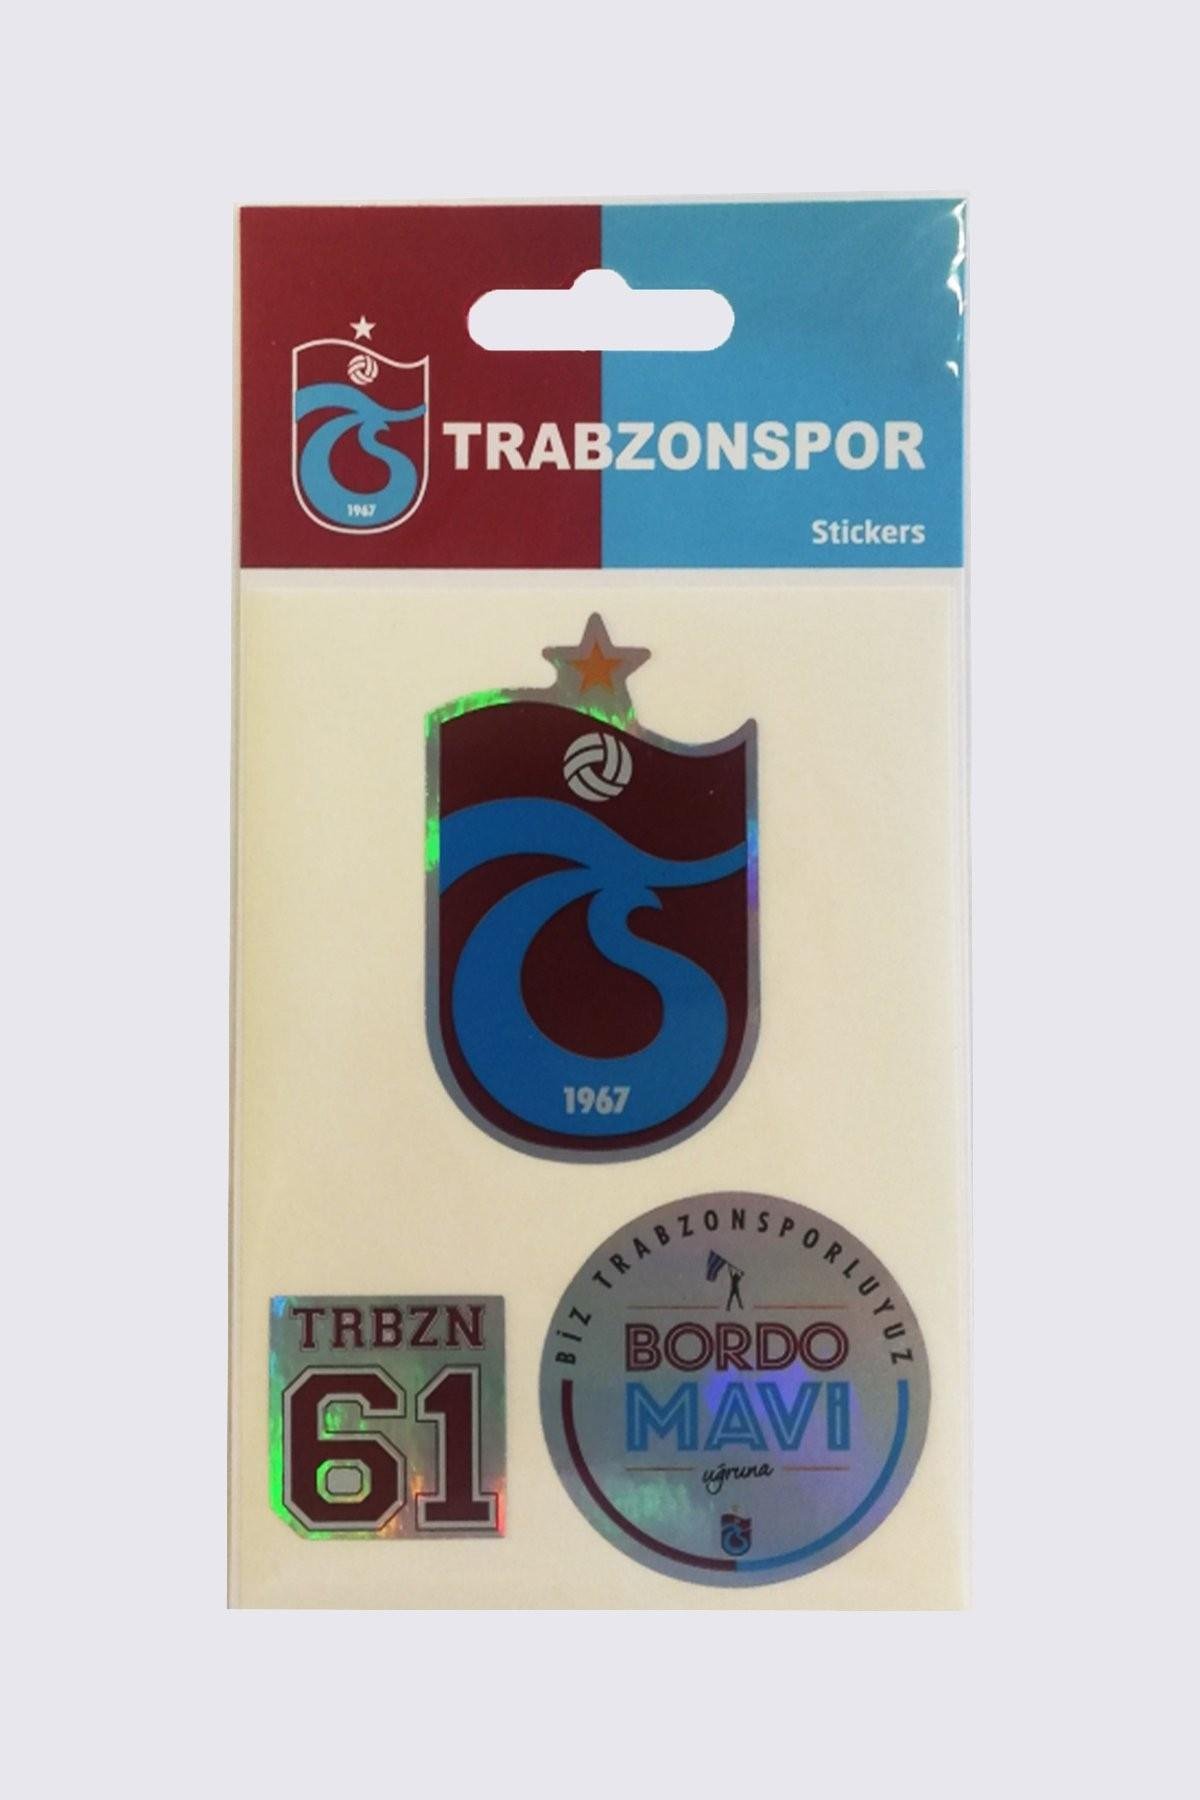 TRABZONSPOR
1967
Stickers
1967
TRBZN
61
BİZ TRABZONSPORLUYUZ
BORDO
MAVİ
uğruna